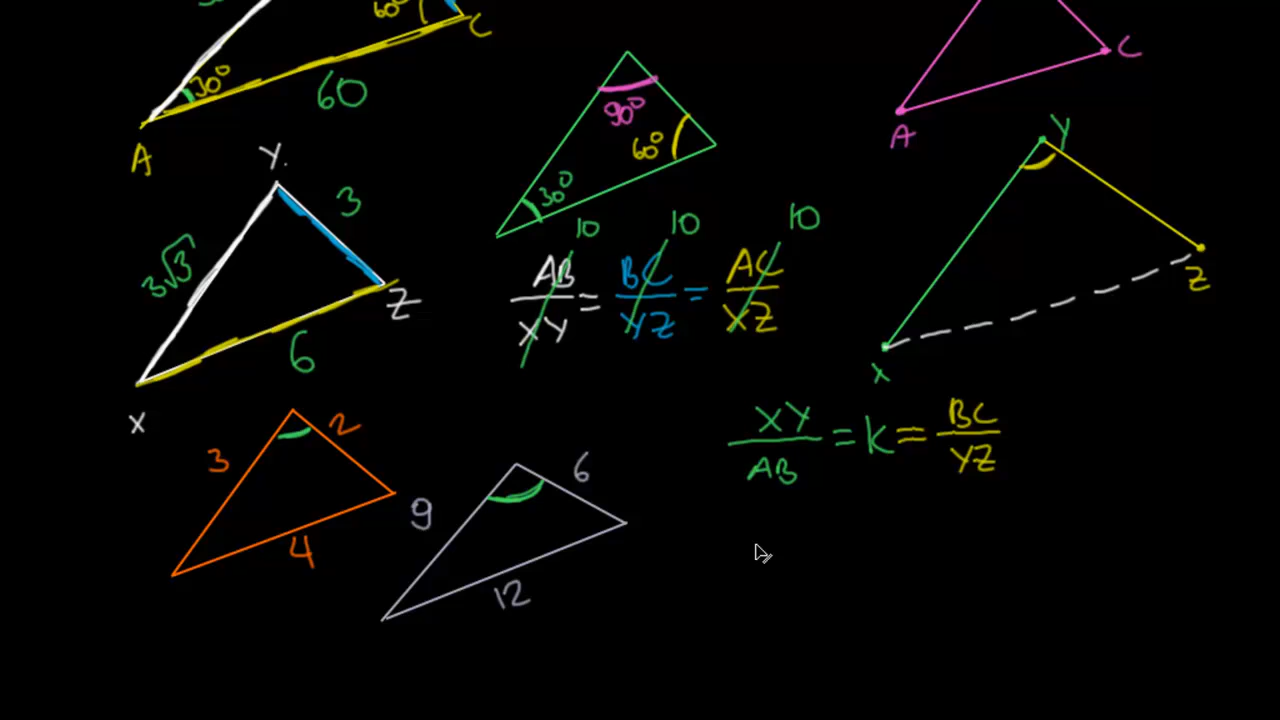 60°
C
30°
60
A
C
A
90°
60°
30°
Y.
3
3√3
Z
6
X
10 10 10
AB/XY = BC/YZ = AC/XZ
Y
Z
X
XY/AB = k = BC/YZ
2
3
4
6
9
12